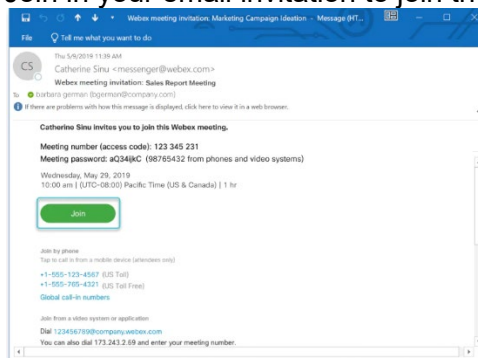 Join in your email invitation to join th
Webex meeting invitation: Marketing Campaign Idestion - Message (HT...
File Tell me what you want to do
Thu 5/9/2019 11:39 AM
CS
Catherine Sinu <messenger@webex.com>
Webex meeting invitation: Sales Report Meeting
to barbara german (bgerman@company.com)
If there are problems with how this message is displayed, click here to view it in a web browser.
Catherine Sinu invites you to join this Webex meeting.
Meeting number (access code): 123 345 231
Meeting password: aQ34ijkC (98765432 from phones and video systems)
Wednesday, May 29, 2019
10:00 am | (UTC-08:00) Pacific Time (US & Canada) | 1 hr
Join
Join by phone
Tap to call in from a mobile device (attendees only)
+1-555-123-4567 (US Toll)
+1-555-765-4321 (US Toll Free)
Global call-in numbers
Join from a video system or application
Dial 123456789@company.webex.com
You can also dial 173.243.2.69 and enter your meeting number.